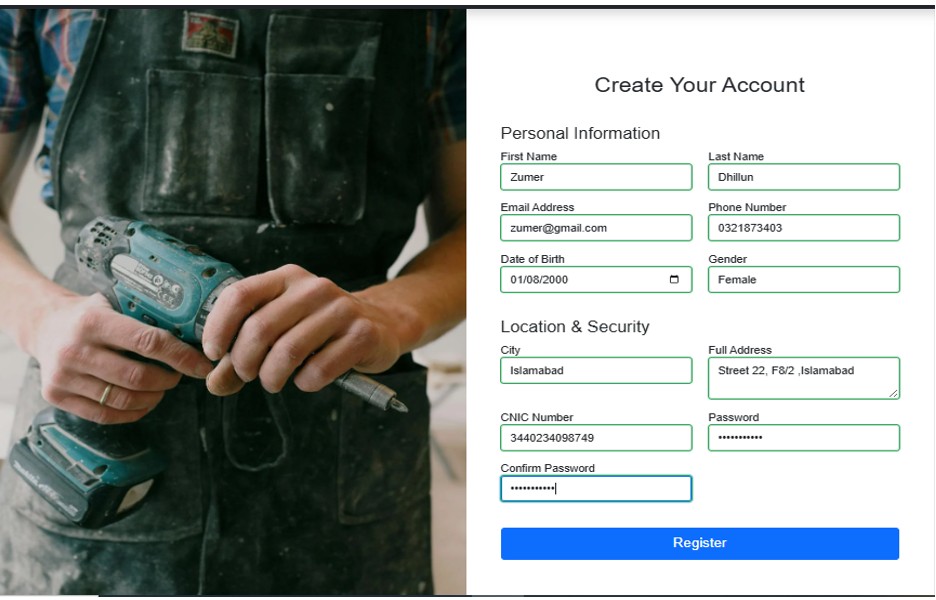 Create Your Account
Personal Information
First Name Last Name
Zumer Dhillun
Email Address Phone Number
zumer@gmail.com 0321873403
Date of Birth Gender
01/08/2000 Female
Location & Security
City Full Address
Islamabad Street 22, F8/2 ,Islamabad
CNIC Number Password
3440234098749 •••••••••••
Confirm Password
•••••••••••
Register